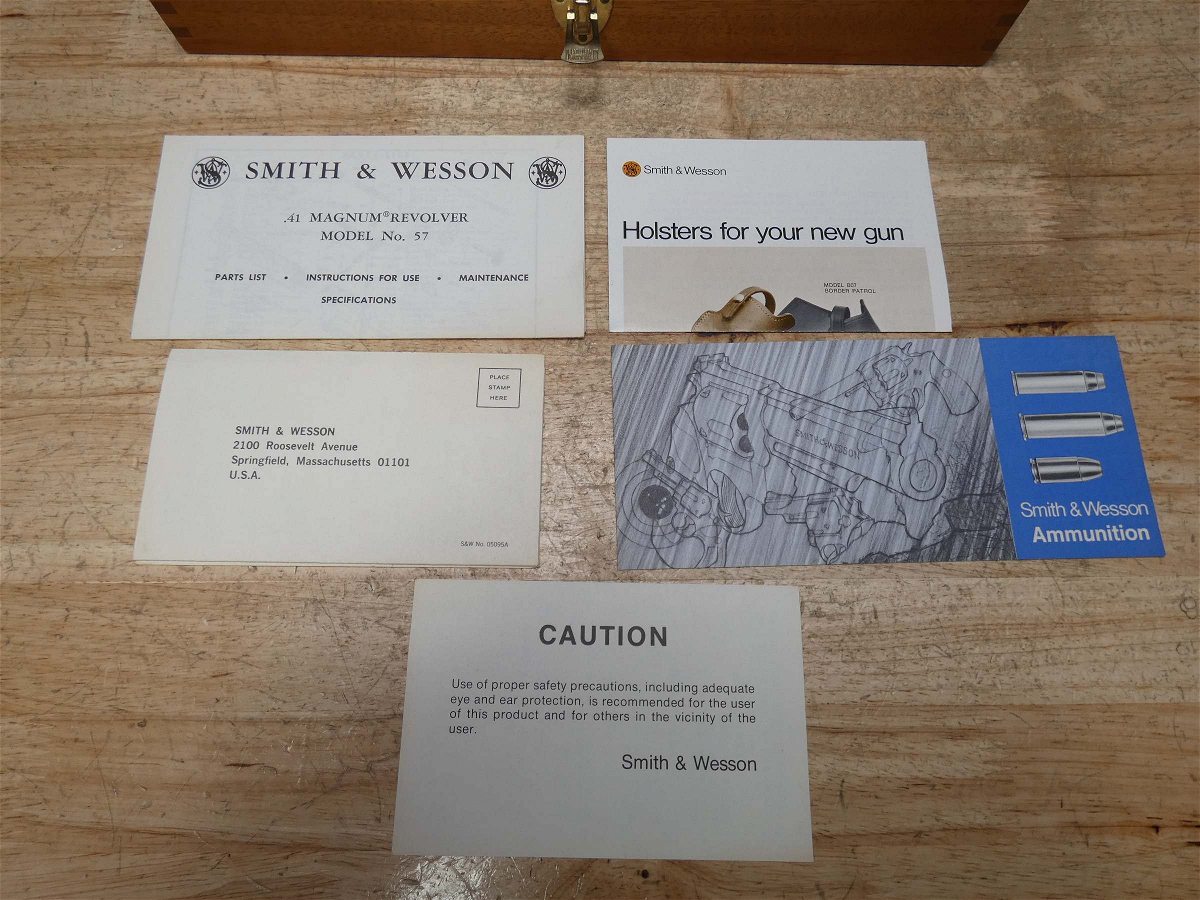 SMITH & WESSON
.41 MAGNUM® REVOLVER
MODEL No. 57
PARTS LIST • INSTRUCTIONS FOR USE • MAINTENANCE
SPECIFICATIONS
Smith & Wesson
Holsters for your new gun
MODEL B07
BORDER PATROL
PLACE
STAMP
HERE
SMITH & WESSON
2100 Roosevelt Avenue
Springfield, Massachusetts 01101
U.S.A.
S&W No. 05095A
SMITH & WESSON
Smith & Wesson
Ammunition
CAUTION
Use of proper safety precautions, including adequate
eye and ear protection, is recommended for the user
of this product and for others in the vicinity of the
user.
Smith & Wesson